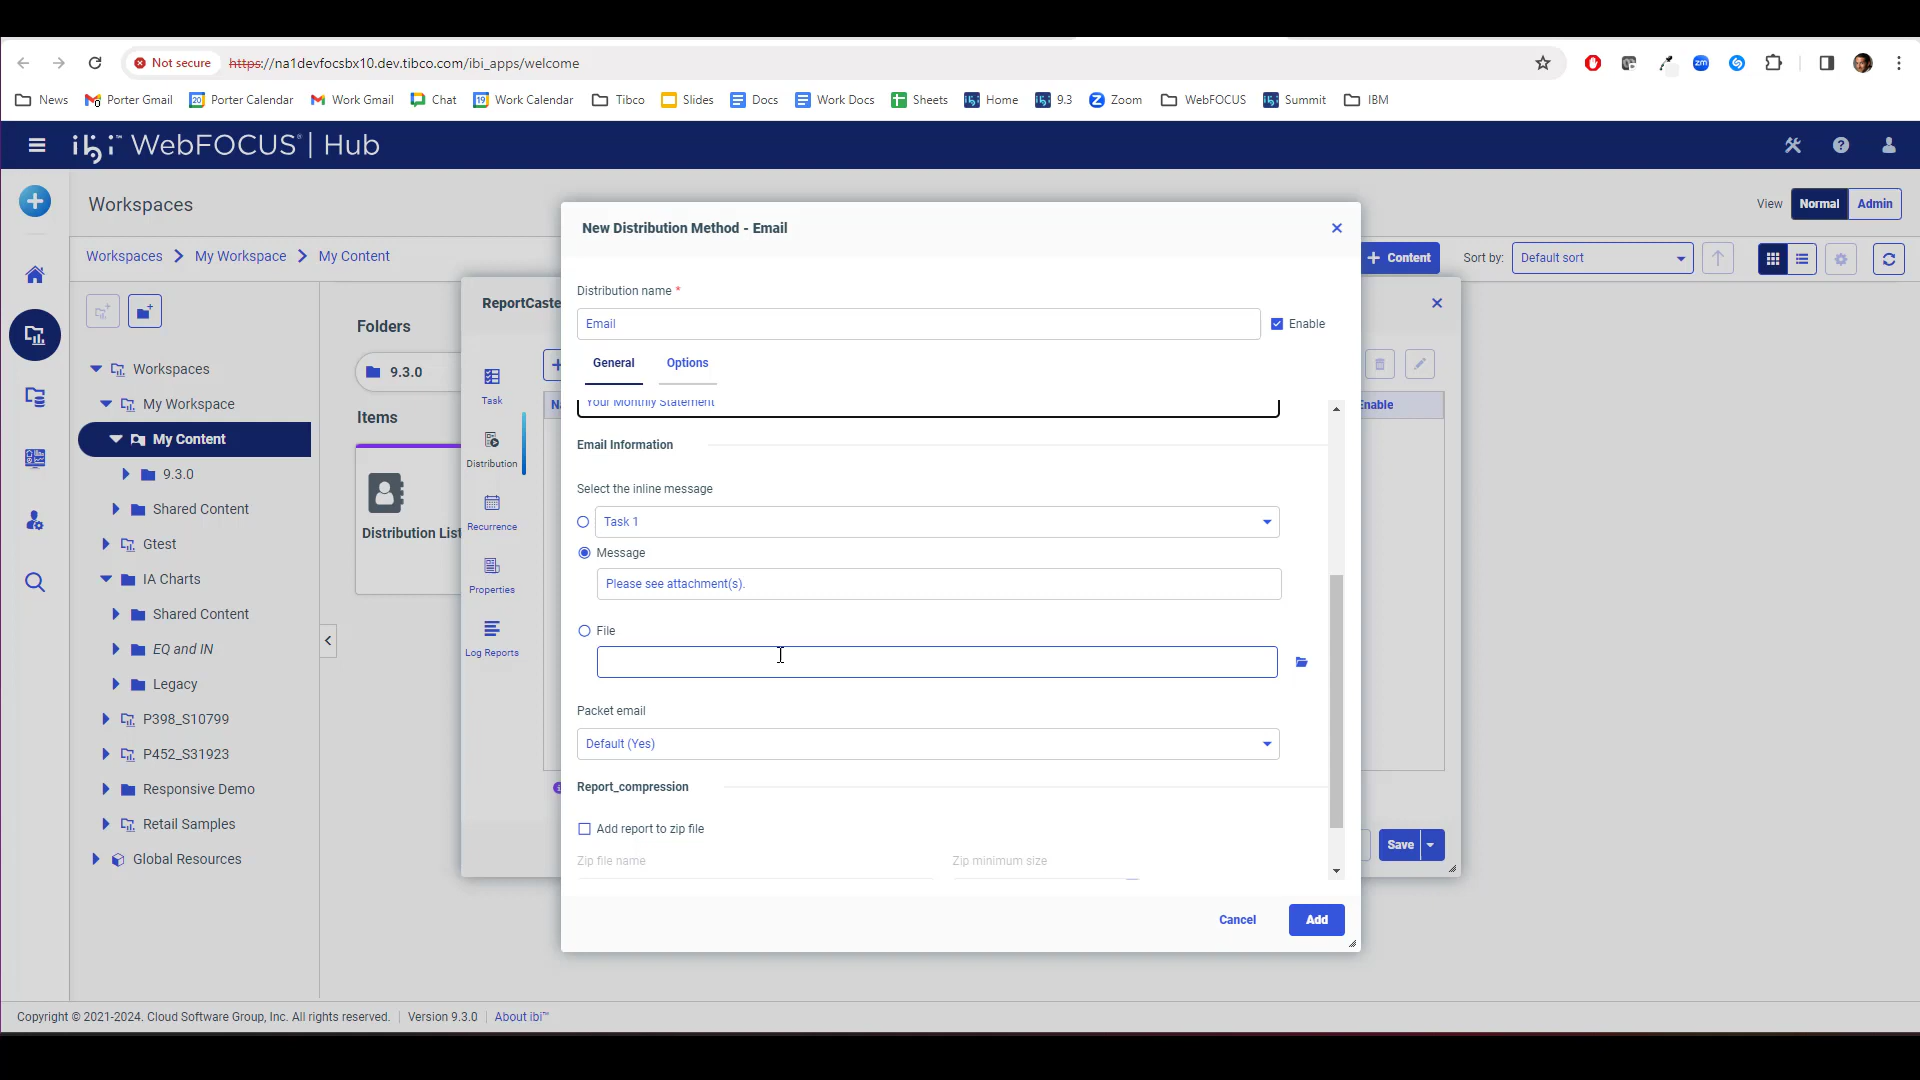 Not secure
https://na1devfocsbx10.dev.tibco.com/ibi_apps/welcome
News
Porter Gmail
Porter Calendar
Work Gmail
Chat
Work Calendar
Tibco
Slides
Docs
Work Docs
Sheets
Home
9.3
Zoom
WebFOCUS
Summit
IBM
ibi™ WebFOCUS® | Hub
Workspaces
View
Normal
Admin
Workspaces > My Workspace > My Content
+ Content
Sort by:
Default sort
Workspaces
My Workspace
My Content
9.3.0
Shared Content
Gtest
IA Charts
Shared Content
EQ and IN
Legacy
P398_S10799
P452_S31923
Responsive Demo
Retail Samples
Global Resources
Folders
9.3.0
Items
Distribution List
ReportCaste
Task
Distribution
Recurrence
Properties
Log Reports
Enable
Save
New Distribution Method - Email
Distribution name *
Email
Enable
General
Options
Your Monthly Statement
Email Information
Select the inline message
Task 1
Message
Please see attachment(s).
File
Packet email
Default (Yes)
Report_compression
Add report to zip file
Zip file name
Zip minimum size
Cancel
Add
Copyright © 2021-2024. Cloud Software Group, Inc. All rights reserved. | Version 9.3.0 | About ibi™